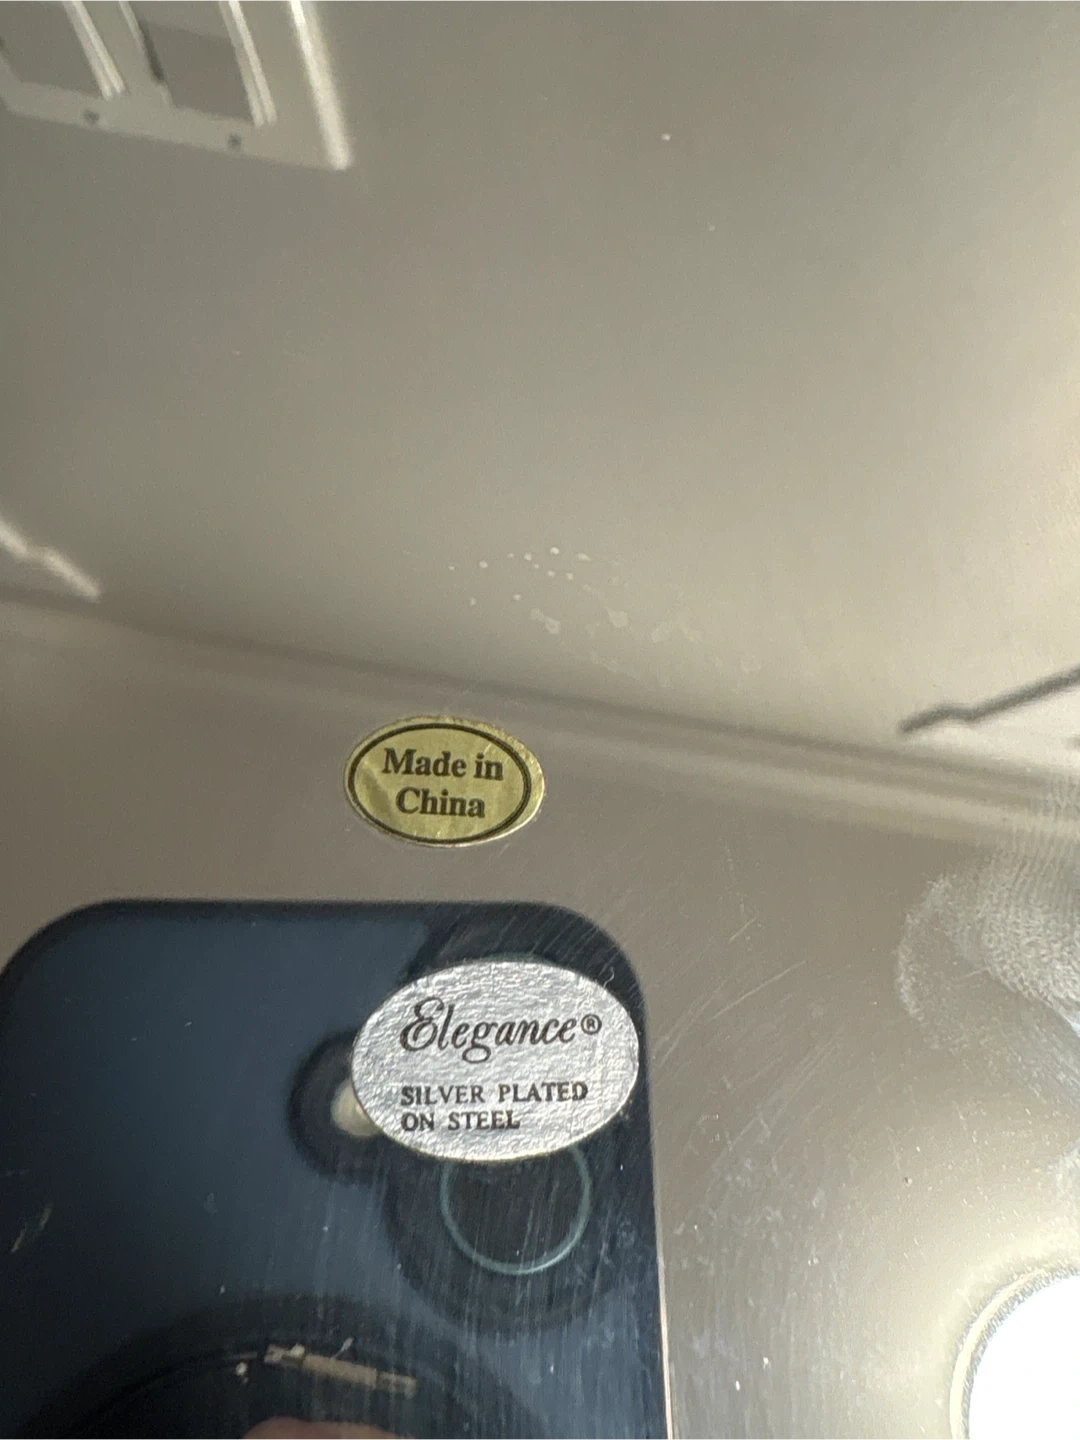 Made in
China
Elegance®
SILVER PLATED
ON STEEL